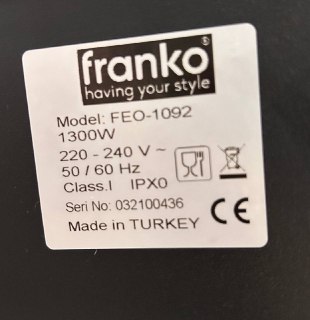 franko®
having your style
Model: FEO-1092
1300W
220 - 240 V ~
50 / 60 Hz
Class.I IPX0
Seri No: 032100436
Made in TURKEY CE